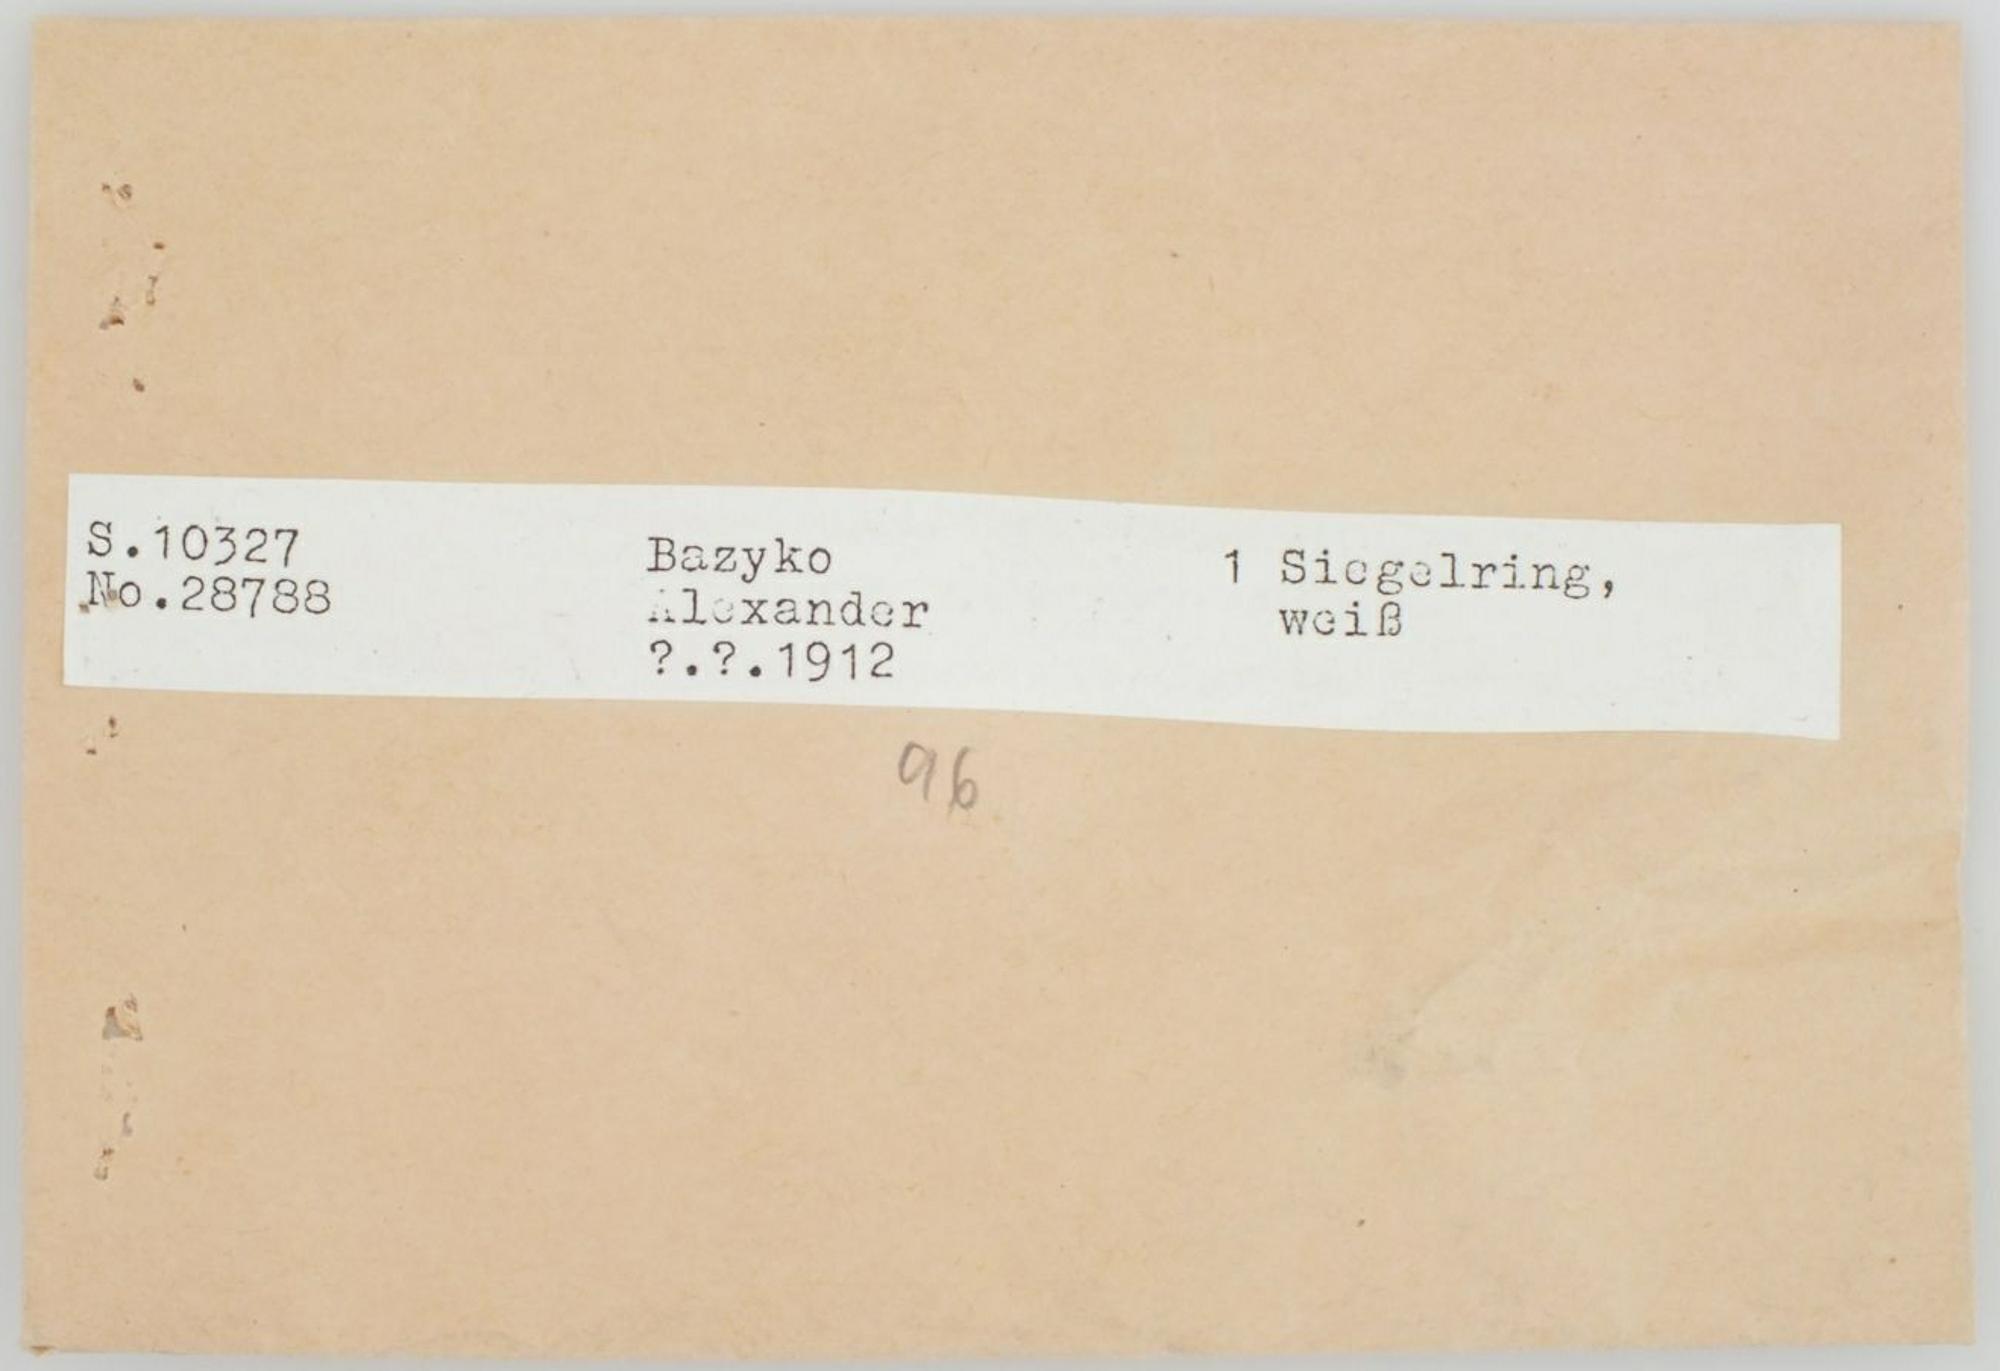 S.10327
No.28788
Bazyko
Alexander
?.?.1912
1 Siegelring,
weiß
96